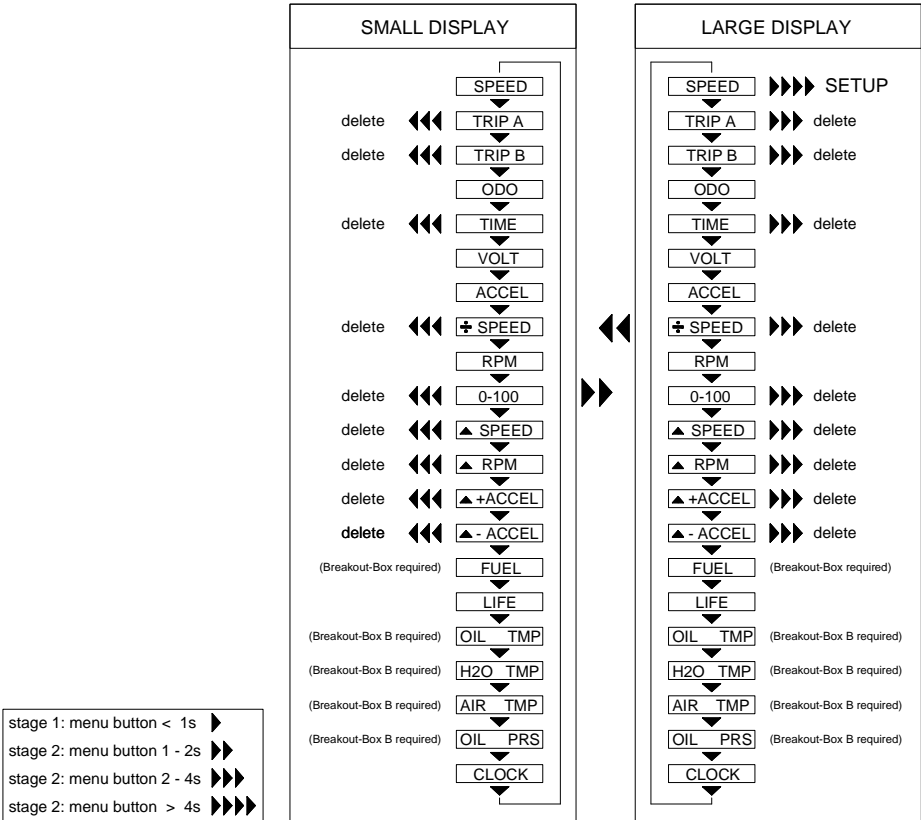 SMALL DISPLAY LARGE DISPLAY
SPEED SPEED SETUP
delete TRIP A TRIP A delete
delete TRIP B TRIP B delete
ODO ODO
delete TIME TIME delete
VOLT VOLT
ACCEL ACCEL
delete ÷ SPEED ÷ SPEED delete
RPM RPM
delete 0-100 0-100 delete
delete ▲ SPEED ▲ SPEED delete
delete ▲ RPM ▲ RPM delete
delete ▲ +ACCEL ▲ +ACCEL delete
delete ▲ - ACCEL ▲ - ACCEL delete
(Breakout-Box required) FUEL FUEL (Breakout-Box required)
LIFE LIFE
(Breakout-Box B required) OIL TMP OIL TMP (Breakout-Box B required)
(Breakout-Box B required) H2O TMP H2O TMP (Breakout-Box B required)
(Breakout-Box B required) AIR TMP AIR TMP (Breakout-Box B required)
(Breakout-Box B required) OIL PRS OIL PRS (Breakout-Box B required)
CLOCK CLOCK
stage 1: menu button < 1s
stage 2: menu button 1 - 2s
stage 2: menu button 2 - 4s
stage 2: menu button > 4s